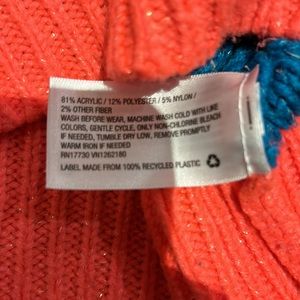 81% ACRYLIC / 12% POLYESTER / 5% NYLON /
2% OTHER FIBER
WASH BEFORE WEAR, MACHINE WASH COLD WITH LIKE
COLORS, GENTLE CYCLE, ONLY NON-CHLORINE BLEACH
IF NEEDED, TUMBLE DRY LOW, REMOVE PROMPTLY
WARM IRON IF NEEDED
RN17730 VN1262180
LABEL MADE FROM 100% RECYCLED PLASTIC